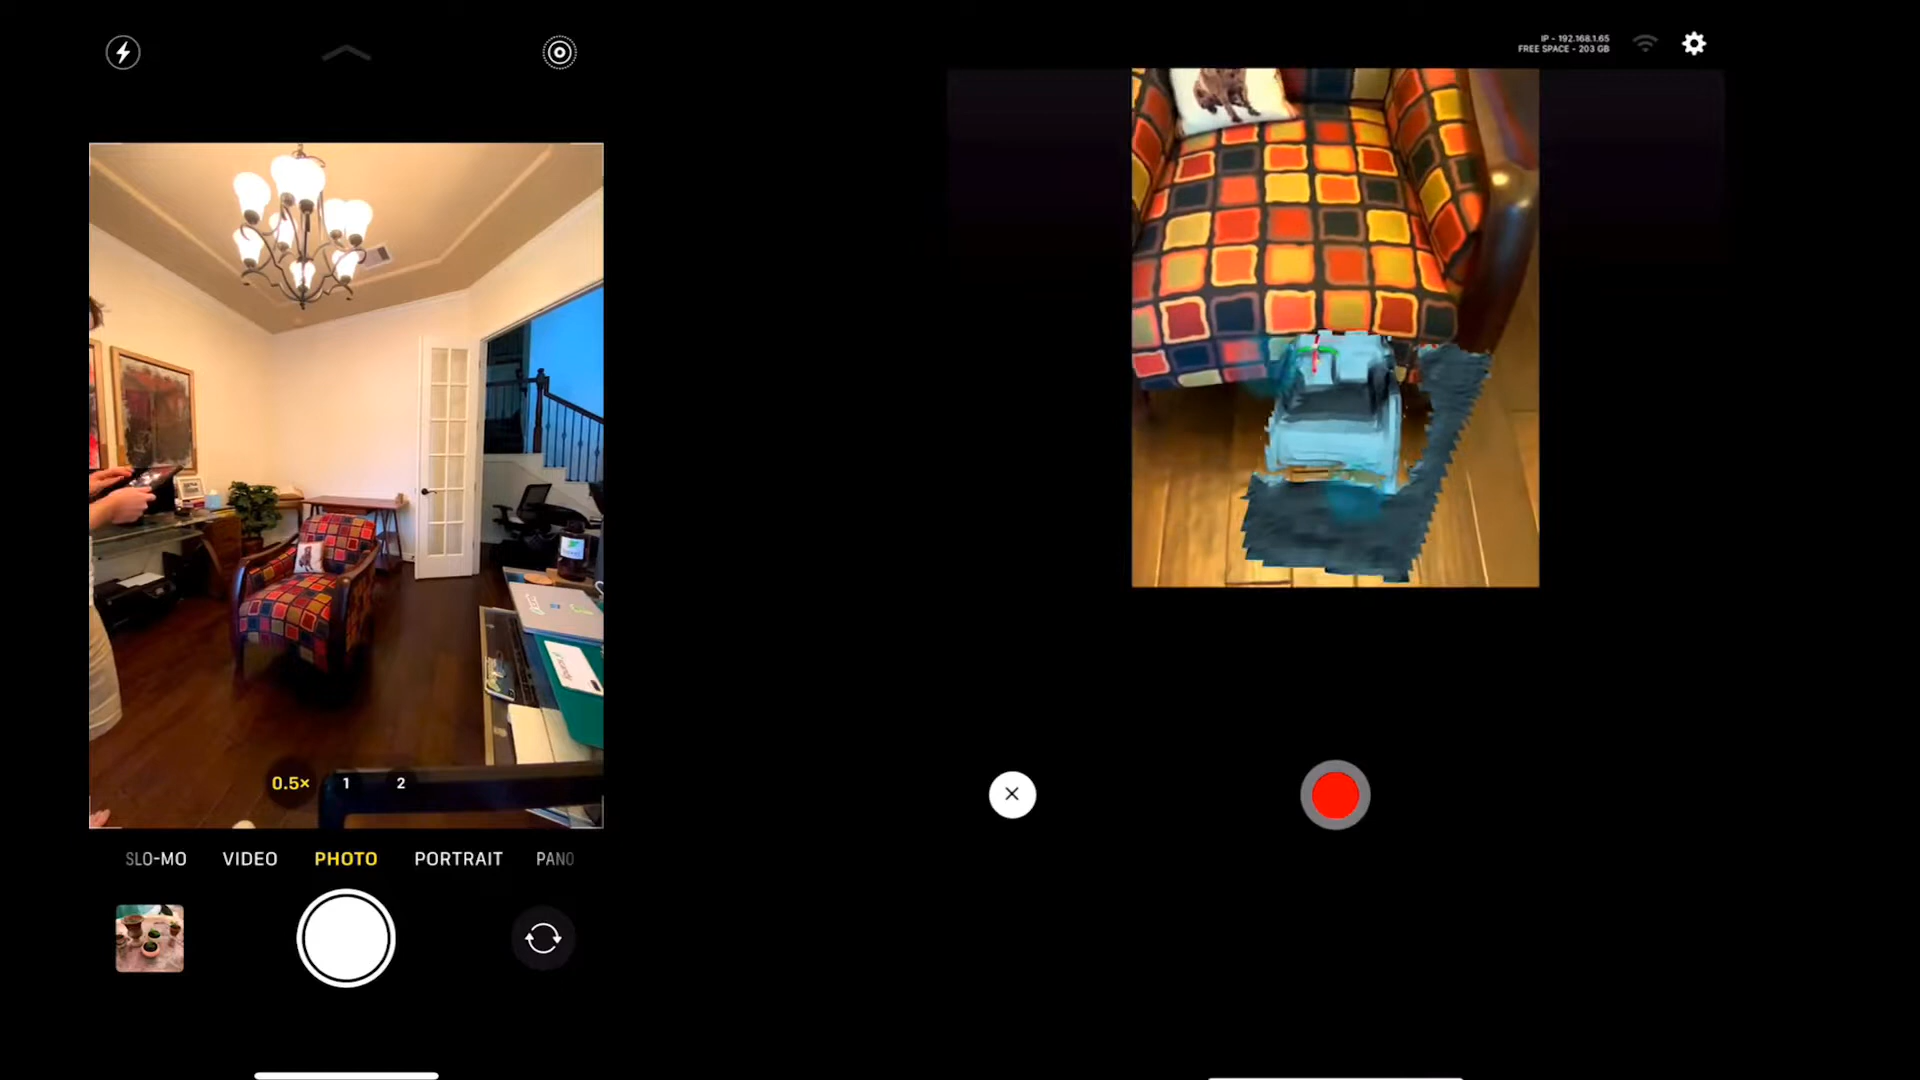 IP - 192.168.1.65
FREE SPACE - 203 GB
0.5×
1
2
SLO-MO
VIDEO
PHOTO
PORTRAIT
PANO